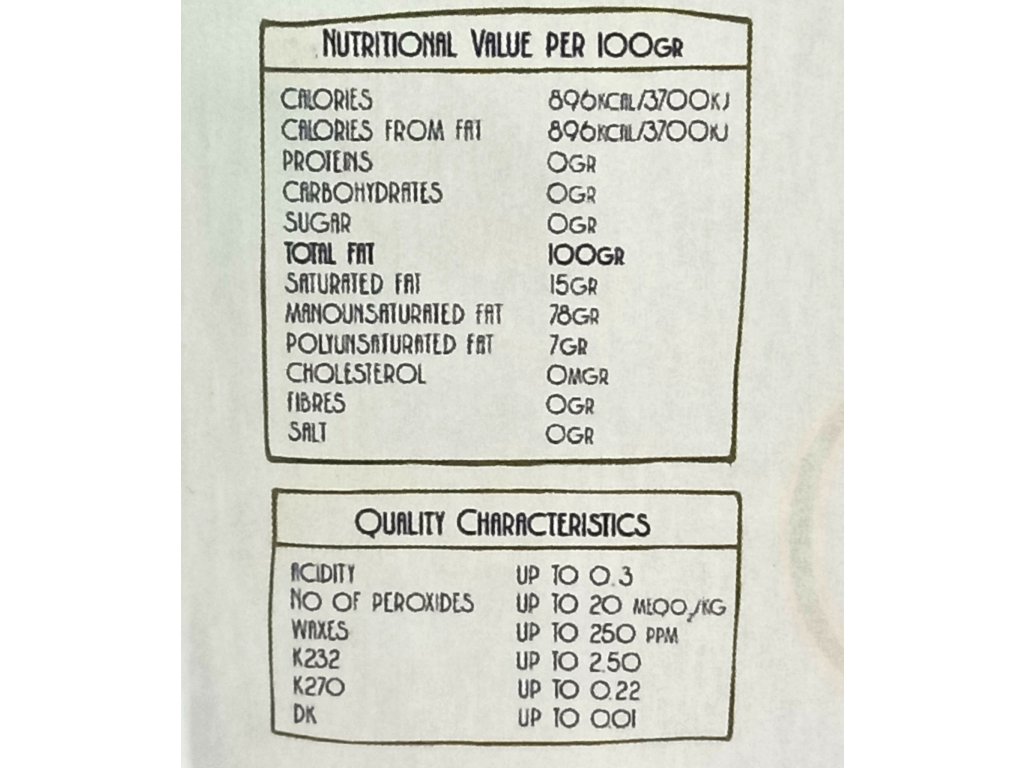 NUTRITIONAL VALUE PER 100GR
CALORIES 896KCAL/3700KJ
CALORIES FROM FAT 896KCAL/3700KJ
PROTEINS 0GR
CARBOHYDRATES 0GR
SUGAR 0GR
TOTAL FAT 100GR
SATURATED FAT 15GR
MANOUNSATURATED FAT 78GR
POLYUNSATURATED FAT 7GR
CHOLESTEROL 0MGR
FIBRES 0GR
SALT 0GR
QUALITY CHARACTERISTICS
ACIDITY UP TO 0.3
NO OF PEROXIDES UP TO 20 MEQO₂/KG
WAXES UP TO 250 PPM
K232 UP TO 2.50
K270 UP TO 0.22
DK UP TO 0.01